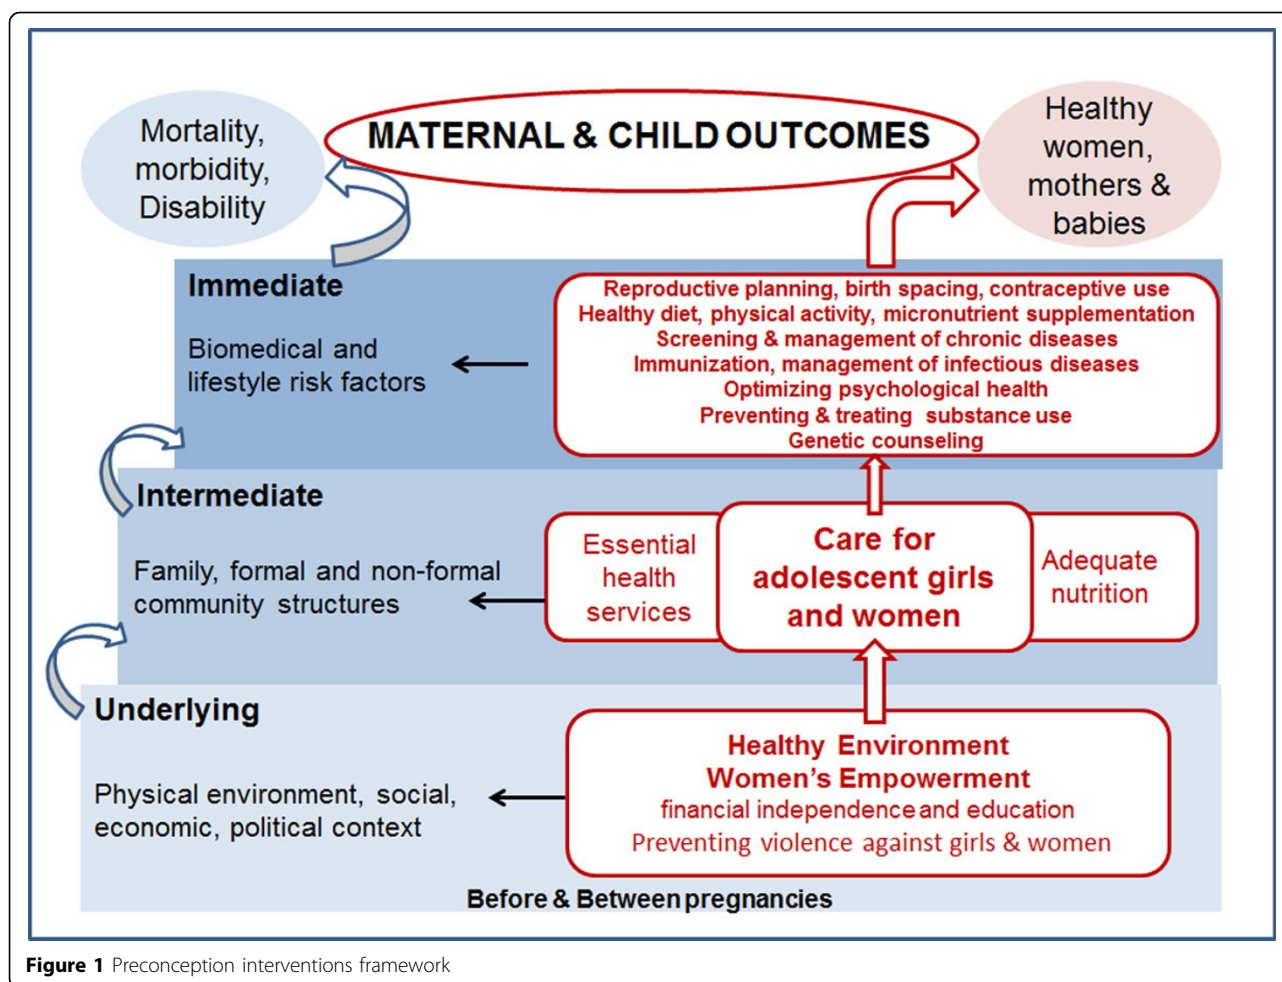 Mortality,
morbidity,
Disability
MATERNAL & CHILD OUTCOMES
Healthy
women,
mothers &
babies
Immediate
Biomedical and
lifestyle risk factors
Reproductive planning, birth spacing, contraceptive use
Healthy diet, physical activity, micronutrient supplementation
Screening & management of chronic diseases
Immunization, management of infectious diseases
Optimizing psychological health
Preventing & treating substance use
Genetic counseling
Intermediate
Family, formal and non-formal
community structures
Essential
health
services
Care for
adolescent girls
and women
Adequate
nutrition
Underlying
Physical environment, social,
economic, political context
Healthy Environment
Women's Empowerment
financial independence and education
Preventing violence against girls & women
Before & Between pregnancies
Figure 1 Preconception interventions framework